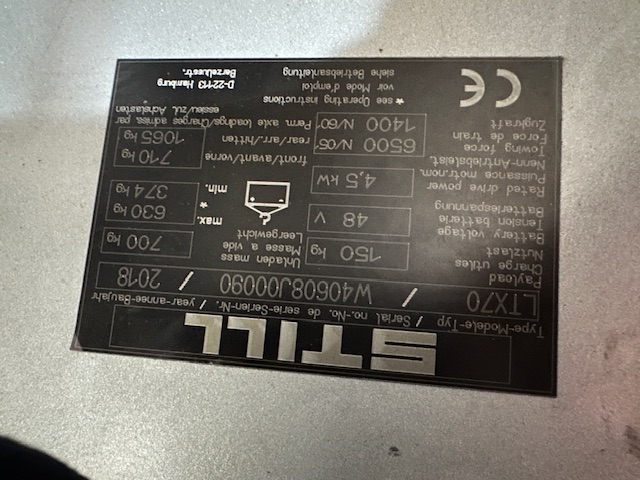 STILL
Type-Modele-Typ / Serial no.-No. de serie-Serien-Nr. / year-annee-Baujahr
LTX70 / W40608J00090 / 2018
Payload
Charge utiles
Nutzlast
150 kg
Unladen mass
Masse a vide
Leergewicht
700 kg
Battery voltage
Tension batterie
Batteriespannung
48 V
?
max. *
630 kg
min.
374 kg
Rated drive power
Puissance mot.nom.
Nenn-Antriebsleist.
4,5 kW
Towing force
Force de train
Zugkraft
6500 N/05'
1400 N/60'
front/avant/vorne
710 kg
rear/arr./hitten
1065 kg
Perm. axle loadings/Charges admiss. par
essieu/zul. Achslasten
CE
* see Operating instructions
voir Mode d'emploi
siehe Betriebsanleitung
Berzeliusstr.
D-22113 Hamburg